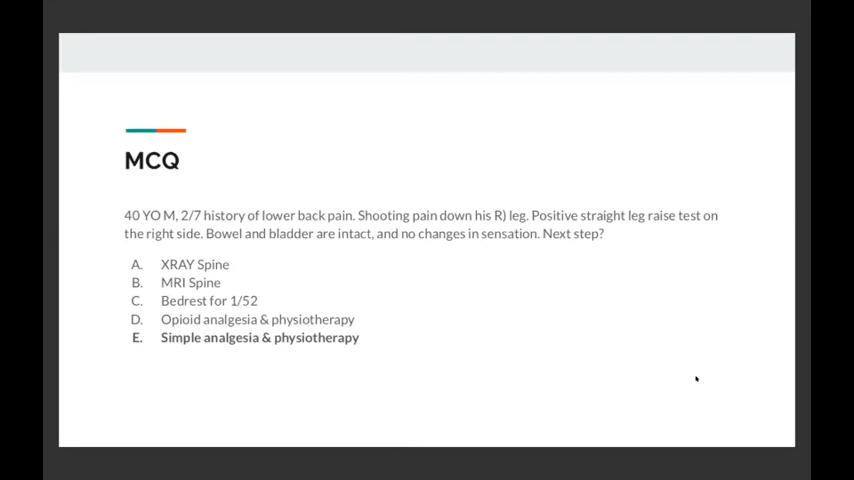 MCQ
40 YO M, 2/7 history of lower back pain. Shooting pain down his R) leg. Positive straight leg raise test on
the right side. Bowel and bladder are intact, and no changes in sensation. Next step?
A. XRAY Spine
B. MRI Spine
C. Bedrest for 1/52
D. Opioid analgesia & physiotherapy
E. Simple analgesia & physiotherapy